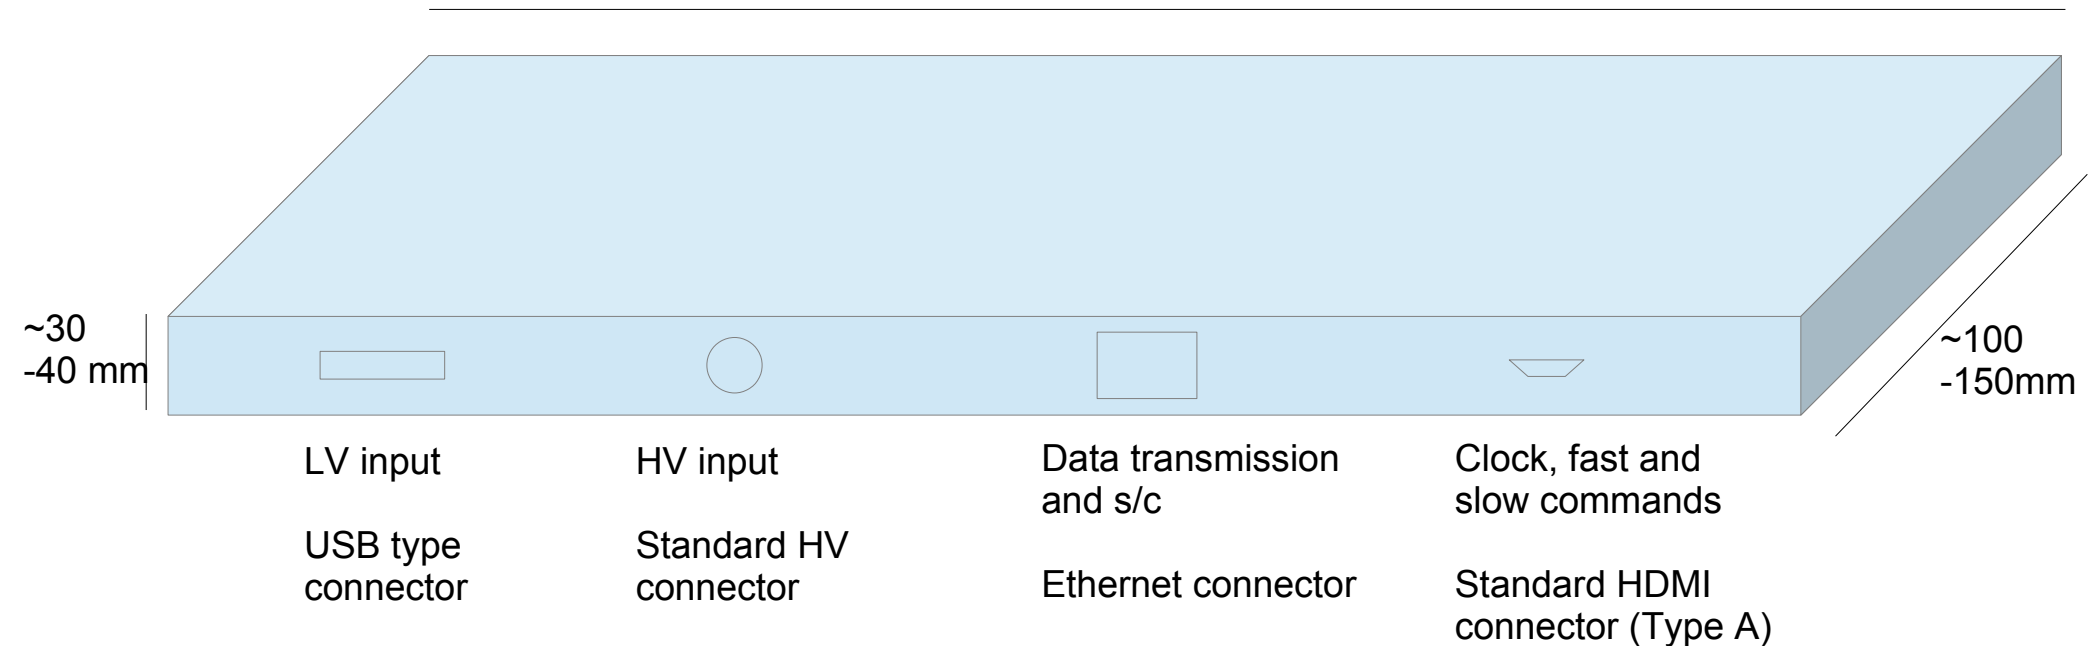 ~30
-40 mm
~100
-150mm
LV input
USB type
connector
HV input
Standard HV
connector
Data transmission
and s/c
Ethernet connector
Clock, fast and
slow commands
Standard HDMI
connector (Type A)